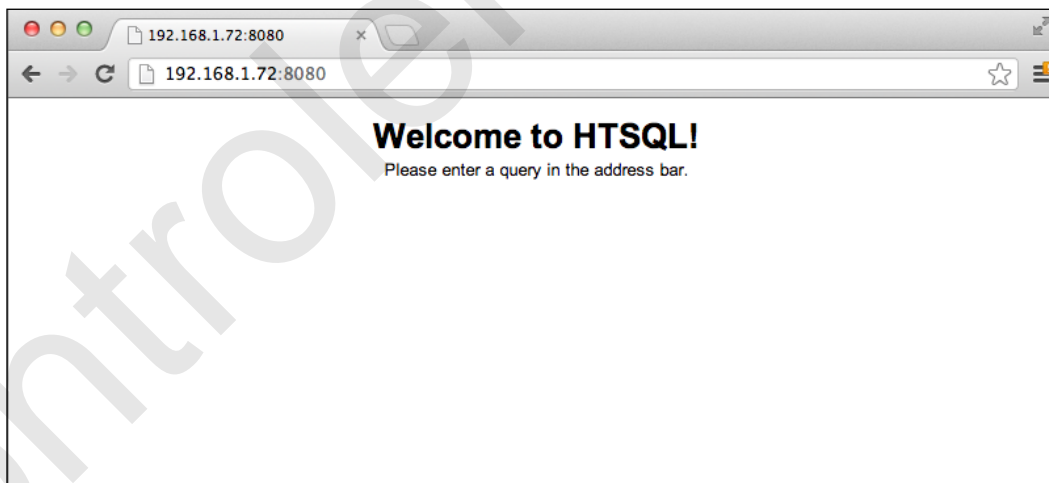 192.168.1.72:8080
192.168.1.72:8080
Welcome to HTSQL!
Please enter a query in the address bar.